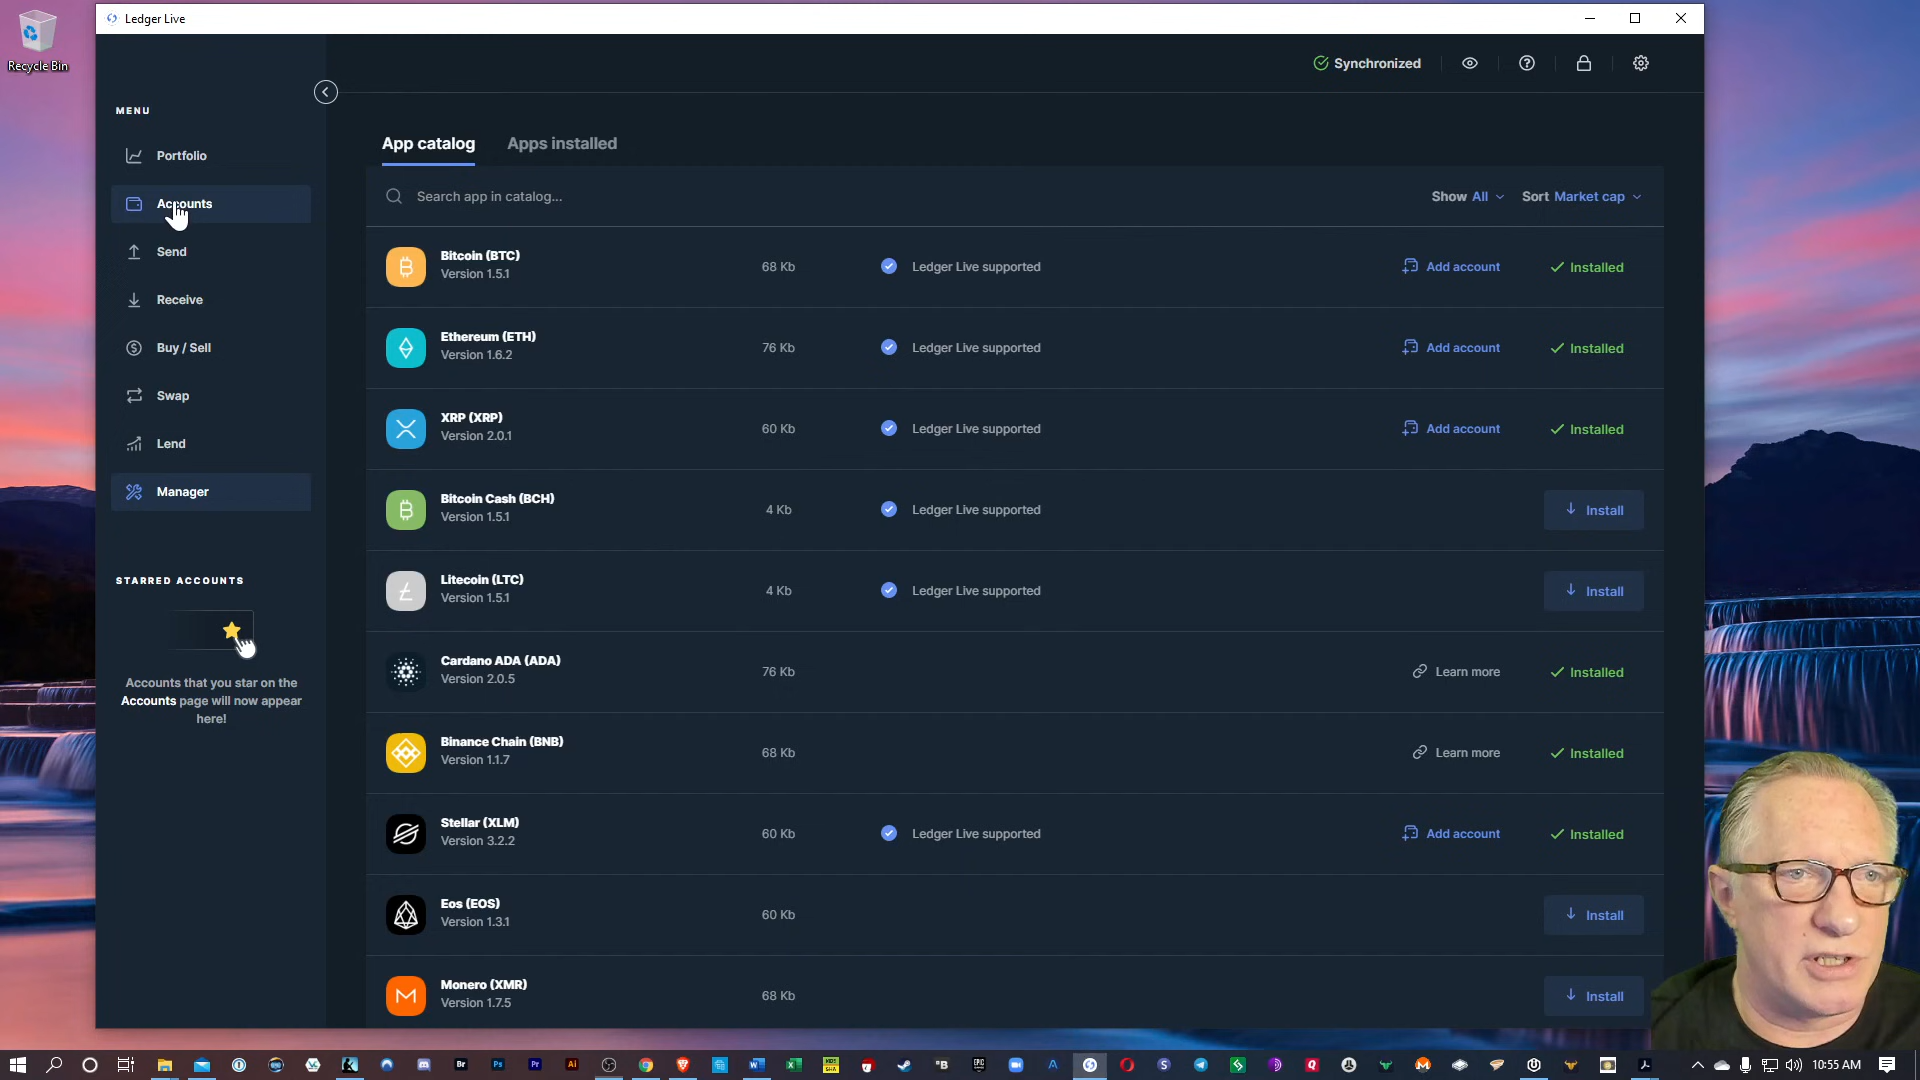 Recycle Bin
Ledger Live
Synchronized
MENU
Portfolio
Accounts
Send
Receive
Buy / Sell
Swap
Lend
Manager
STARRED ACCOUNTS
Accounts that you star on the
Accounts page will now appear
here!
App catalog Apps installed
Search app in catalog...
Show All Sort Market cap
Bitcoin (BTC)
Version 1.5.1
68 Kb Ledger Live supported Add account Installed
Ethereum (ETH)
Version 1.6.2
76 Kb Ledger Live supported Add account Installed
XRP (XRP)
Version 2.0.1
60 Kb Ledger Live supported Add account Installed
Bitcoin Cash (BCH)
Version 1.5.1
4 Kb Ledger Live supported Install
Litecoin (LTC)
Version 1.5.1
4 Kb Ledger Live supported Install
Cardano ADA (ADA)
Version 2.0.5
76 Kb Learn more Installed
Binance Chain (BNB)
Version 1.1.7
68 Kb Learn more Installed
Stellar (XLM)
Version 3.2.2
60 Kb Ledger Live supported Add account Installed
Eos (EOS)
Version 1.3.1
60 Kb Install
Monero (XMR)
Version 1.7.5
68 Kb Install
Br Ps Pr Ai
10:55 AM